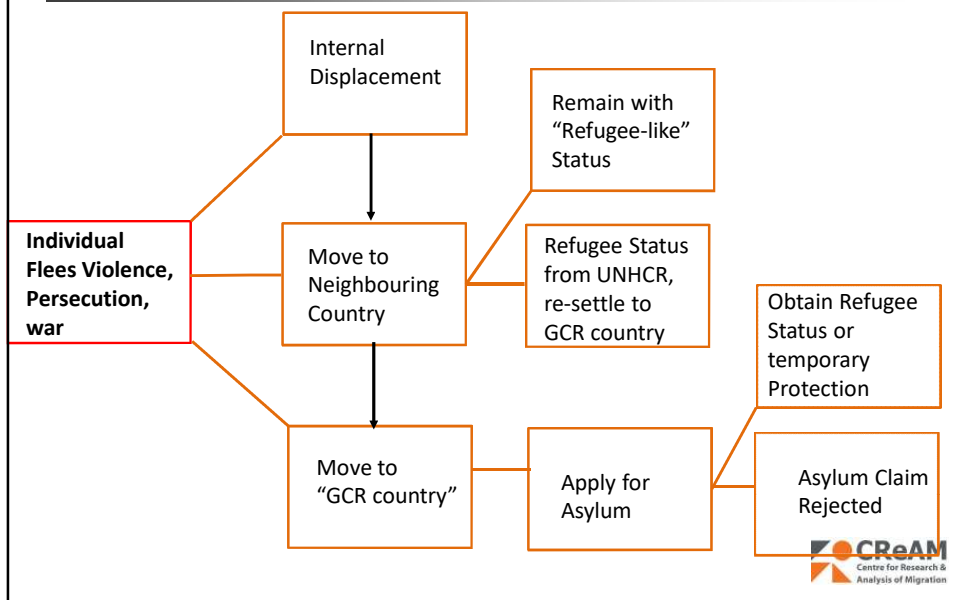 Internal
Displacement
Remain with
“Refugee-like”
Status
Individual
Flees Violence,
Persecution,
war
Move to
Neighbouring
Country
Refugee Status
from UNHCR,
re-settle to
GCR country
Obtain Refugee
Status or
temporary
Protection
Move to
“GCR country”
Apply for
Asylum
Asylum Claim
Rejected
CReAM
Centre for Research &
Analysis of Migration